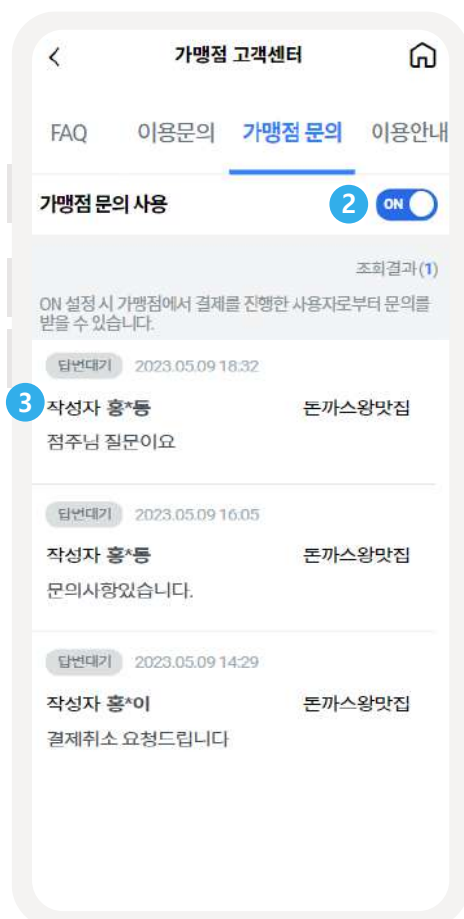 가맹점 고객센터
FAQ 이용문의 가맹점 문의 이용안내
가맹점 문의 사용 2 ON
조회결과(1)
ON 설정 시 가맹점에서 결제를 진행한 사용자로부터 문의를
받을 수 있습니다.
답변대기 2023.05.09 18:32
3 작성자 홍*동 돈까스왕맛집
점주님 질문이요
답변대기 2023.05.09 16:05
작성자 홍*동 돈까스왕맛집
문의사항있습니다.
답변대기 2023.05.09 14:29
작성자 홍*이 돈까스왕맛집
결제취소 요청드립니다